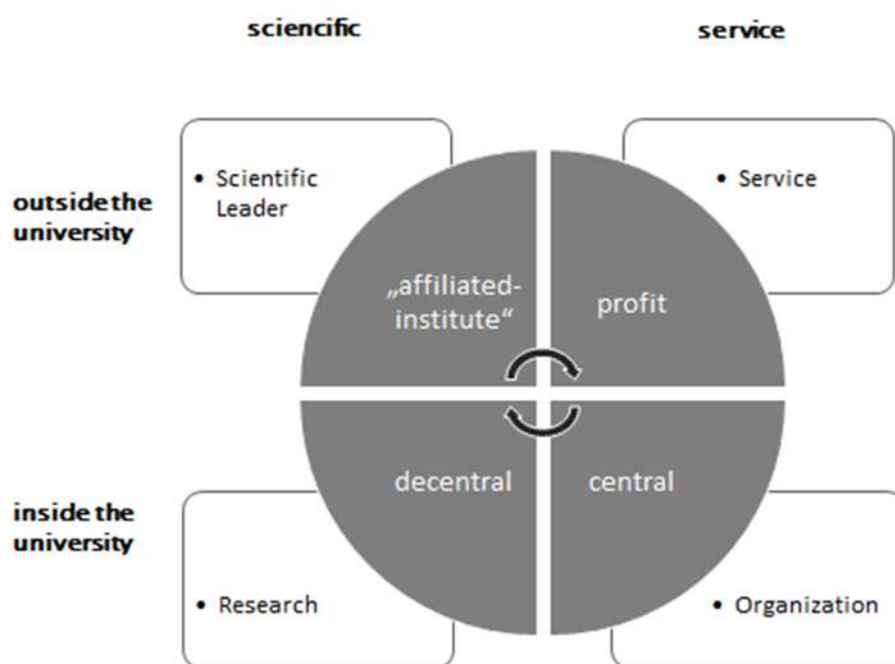 sciencific
service
outside the
university
• Scientific
Leader
• Service
„affiliated-
institute“
profit
decentral
central
inside the
university
• Research
• Organization